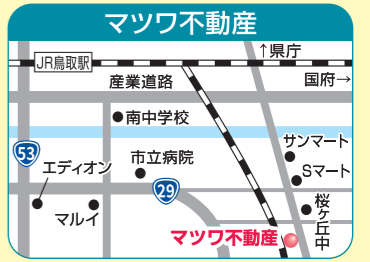 マツワ不動産
↑県庁
JR鳥取駅
国府→
産業道路
南中学校
サンマート
53
エディオン
市立病院
Sマート
29
桜ヶ丘中
マルイ
マツワ不動産